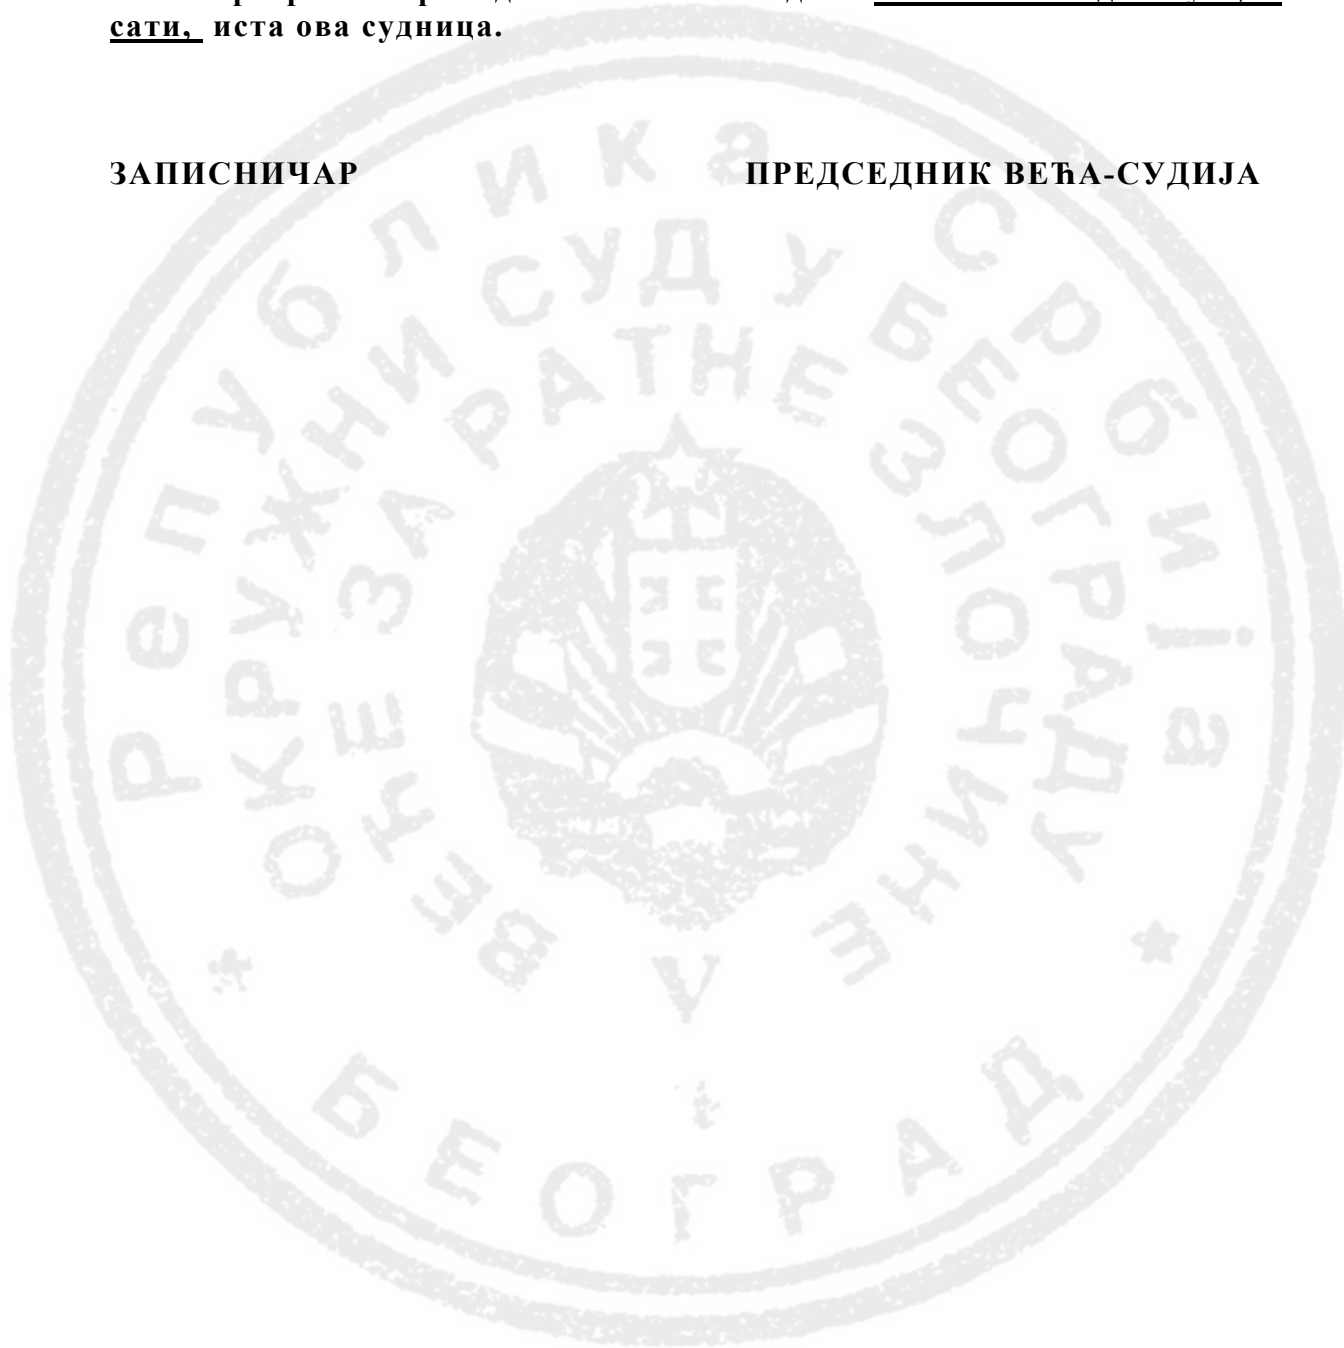 сати, иста ова судница.
ЗАПИСНИЧАР ПРЕДСЕДНИК ВЕЋА-СУДИЈА
Република Србија
ОКРУЖНИ СУД У БЕОГРАДУ
ВЕЋЕ ЗА РАТНЕ ЗЛОЧИНЕ
V
БЕОГРАД